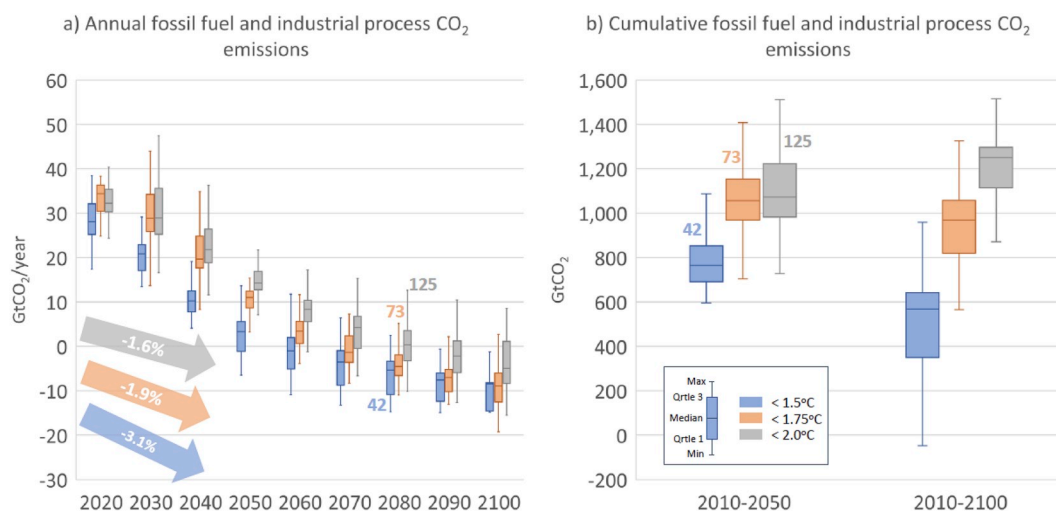 a) Annual fossil fuel and industrial process CO₂
emissions
60
50
40
30
20
10
0
-10
-20
-30
GtCO₂/year
-1.6%
-1.9%
-3.1%
42
73
125
2020 2030 2040 2050 2060 2070 2080 2090 2100
b) Cumulative fossil fuel and industrial process CO₂
emissions
1,600
1,400
1,200
1,000
800
600
400
200
0
-200
GtCO₂
42
73
125
Max
Qrtle 3
Median
Qrtle 1
Min
< 1.5°C
< 1.75°C
< 2.0°C
2010-2050 2010-2100